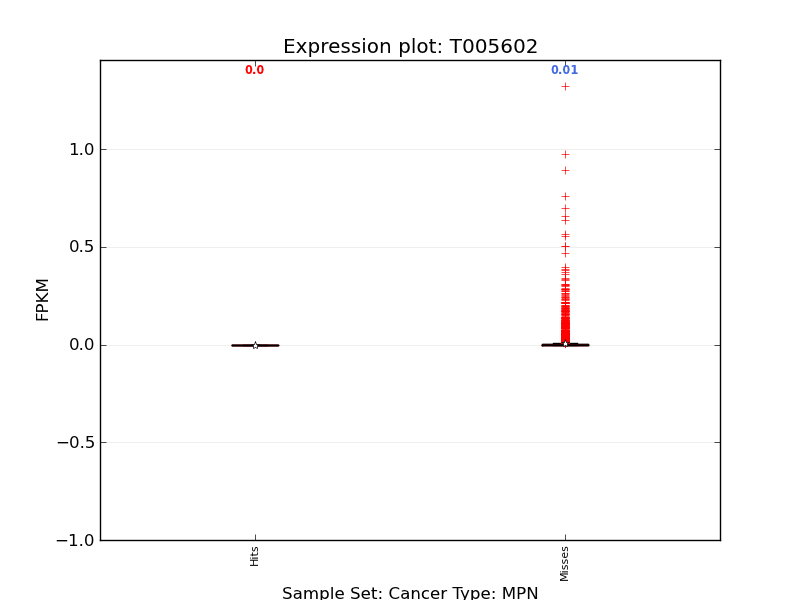 Expression plot: T005602
0.0
0.01
1.0
0.5
0.0
−0.5
−1.0
FPKM
Hits
Misses
Sample Set: Cancer Type: MPN